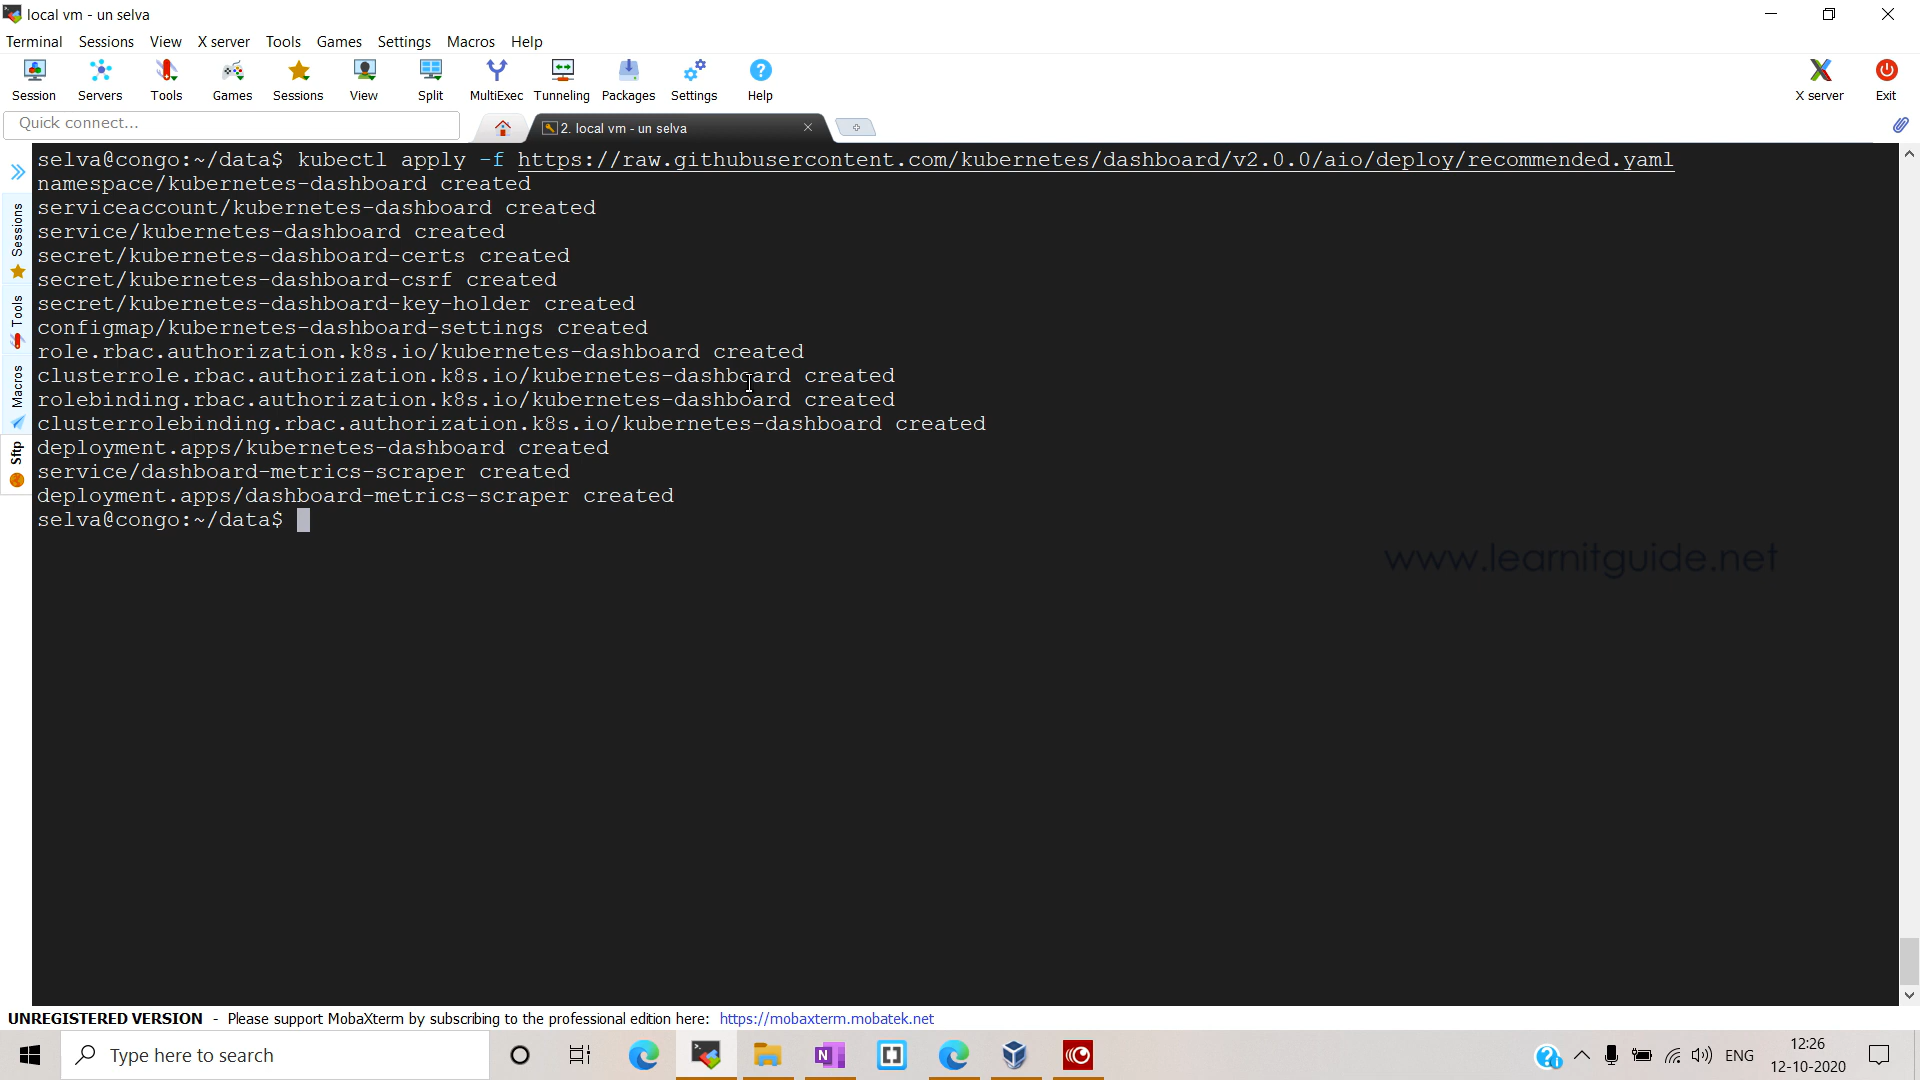 local vm - un selva
Terminal Sessions View X server Tools Games Settings Macros Help
Session Servers Tools Games Sessions View Split MultiExec Tunneling Packages Settings Help X server Exit
Quick connect...
2. local vm - un selva
selva@congo:~/data$ kubectl apply -f https://raw.githubusercontent.com/kubernetes/dashboard/v2.0.0/aio/deploy/recommended.yaml
namespace/kubernetes-dashboard created
serviceaccount/kubernetes-dashboard created
service/kubernetes-dashboard created
secret/kubernetes-dashboard-certs created
secret/kubernetes-dashboard-csrf created
secret/kubernetes-dashboard-key-holder created
configmap/kubernetes-dashboard-settings created
role.rbac.authorization.k8s.io/kubernetes-dashboard created
clusterrole.rbac.authorization.k8s.io/kubernetes-dashboard created
rolebinding.rbac.authorization.k8s.io/kubernetes-dashboard created
clusterrolebinding.rbac.authorization.k8s.io/kubernetes-dashboard created
deployment.apps/kubernetes-dashboard created
service/dashboard-metrics-scraper created
deployment.apps/dashboard-metrics-scraper created
selva@congo:~/data$
Sessions
Tools
Macros
Sftp
www.learnitguide.net
UNREGISTERED VERSION - Please support MobaXterm by subscribing to the professional edition here: https://mobaxterm.mobatek.net
Type here to search
ENG
12:26
12-10-2020